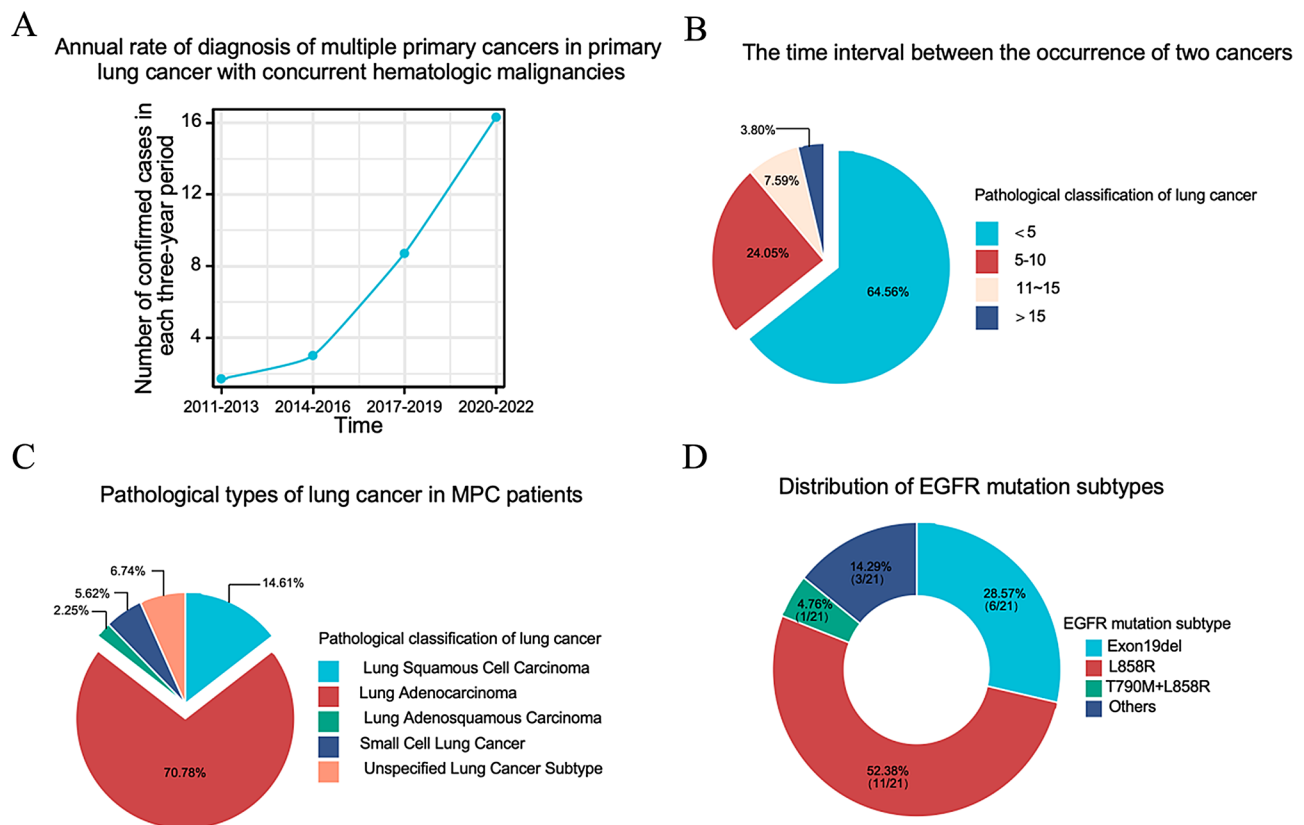 A
Annual rate of diagnosis of multiple primary cancers in primary
lung cancer with concurrent hematologic malignancies
Number of confirmed cases in
each three-year period
16
12
8
4
2011-2013 2014-2016 2017-2019 2020-2022
Time
B
The time interval between the occurrence of two cancers
3.80%
7.59%
24.05%
64.56%
Pathological classification of lung cancer
<5
5-10
11~15
>15
C
Pathological types of lung cancer in MPC patients
6.74%
5.62%
2.25%
14.61%
70.78%
Pathological classification of lung cancer
Lung Squamous Cell Carcinoma
Lung Adenocarcinoma
Lung Adenosquamous Carcinoma
Small Cell Lung Cancer
Unspecified Lung Cancer Subtype
D
Distribution of EGFR mutation subtypes
14.29%
(3/21)
4.76%
(1/21)
28.57%
(6/21)
52.38%
(11/21)
EGFR mutation subtype
Exon19del
L858R
T790M+L858R
Others